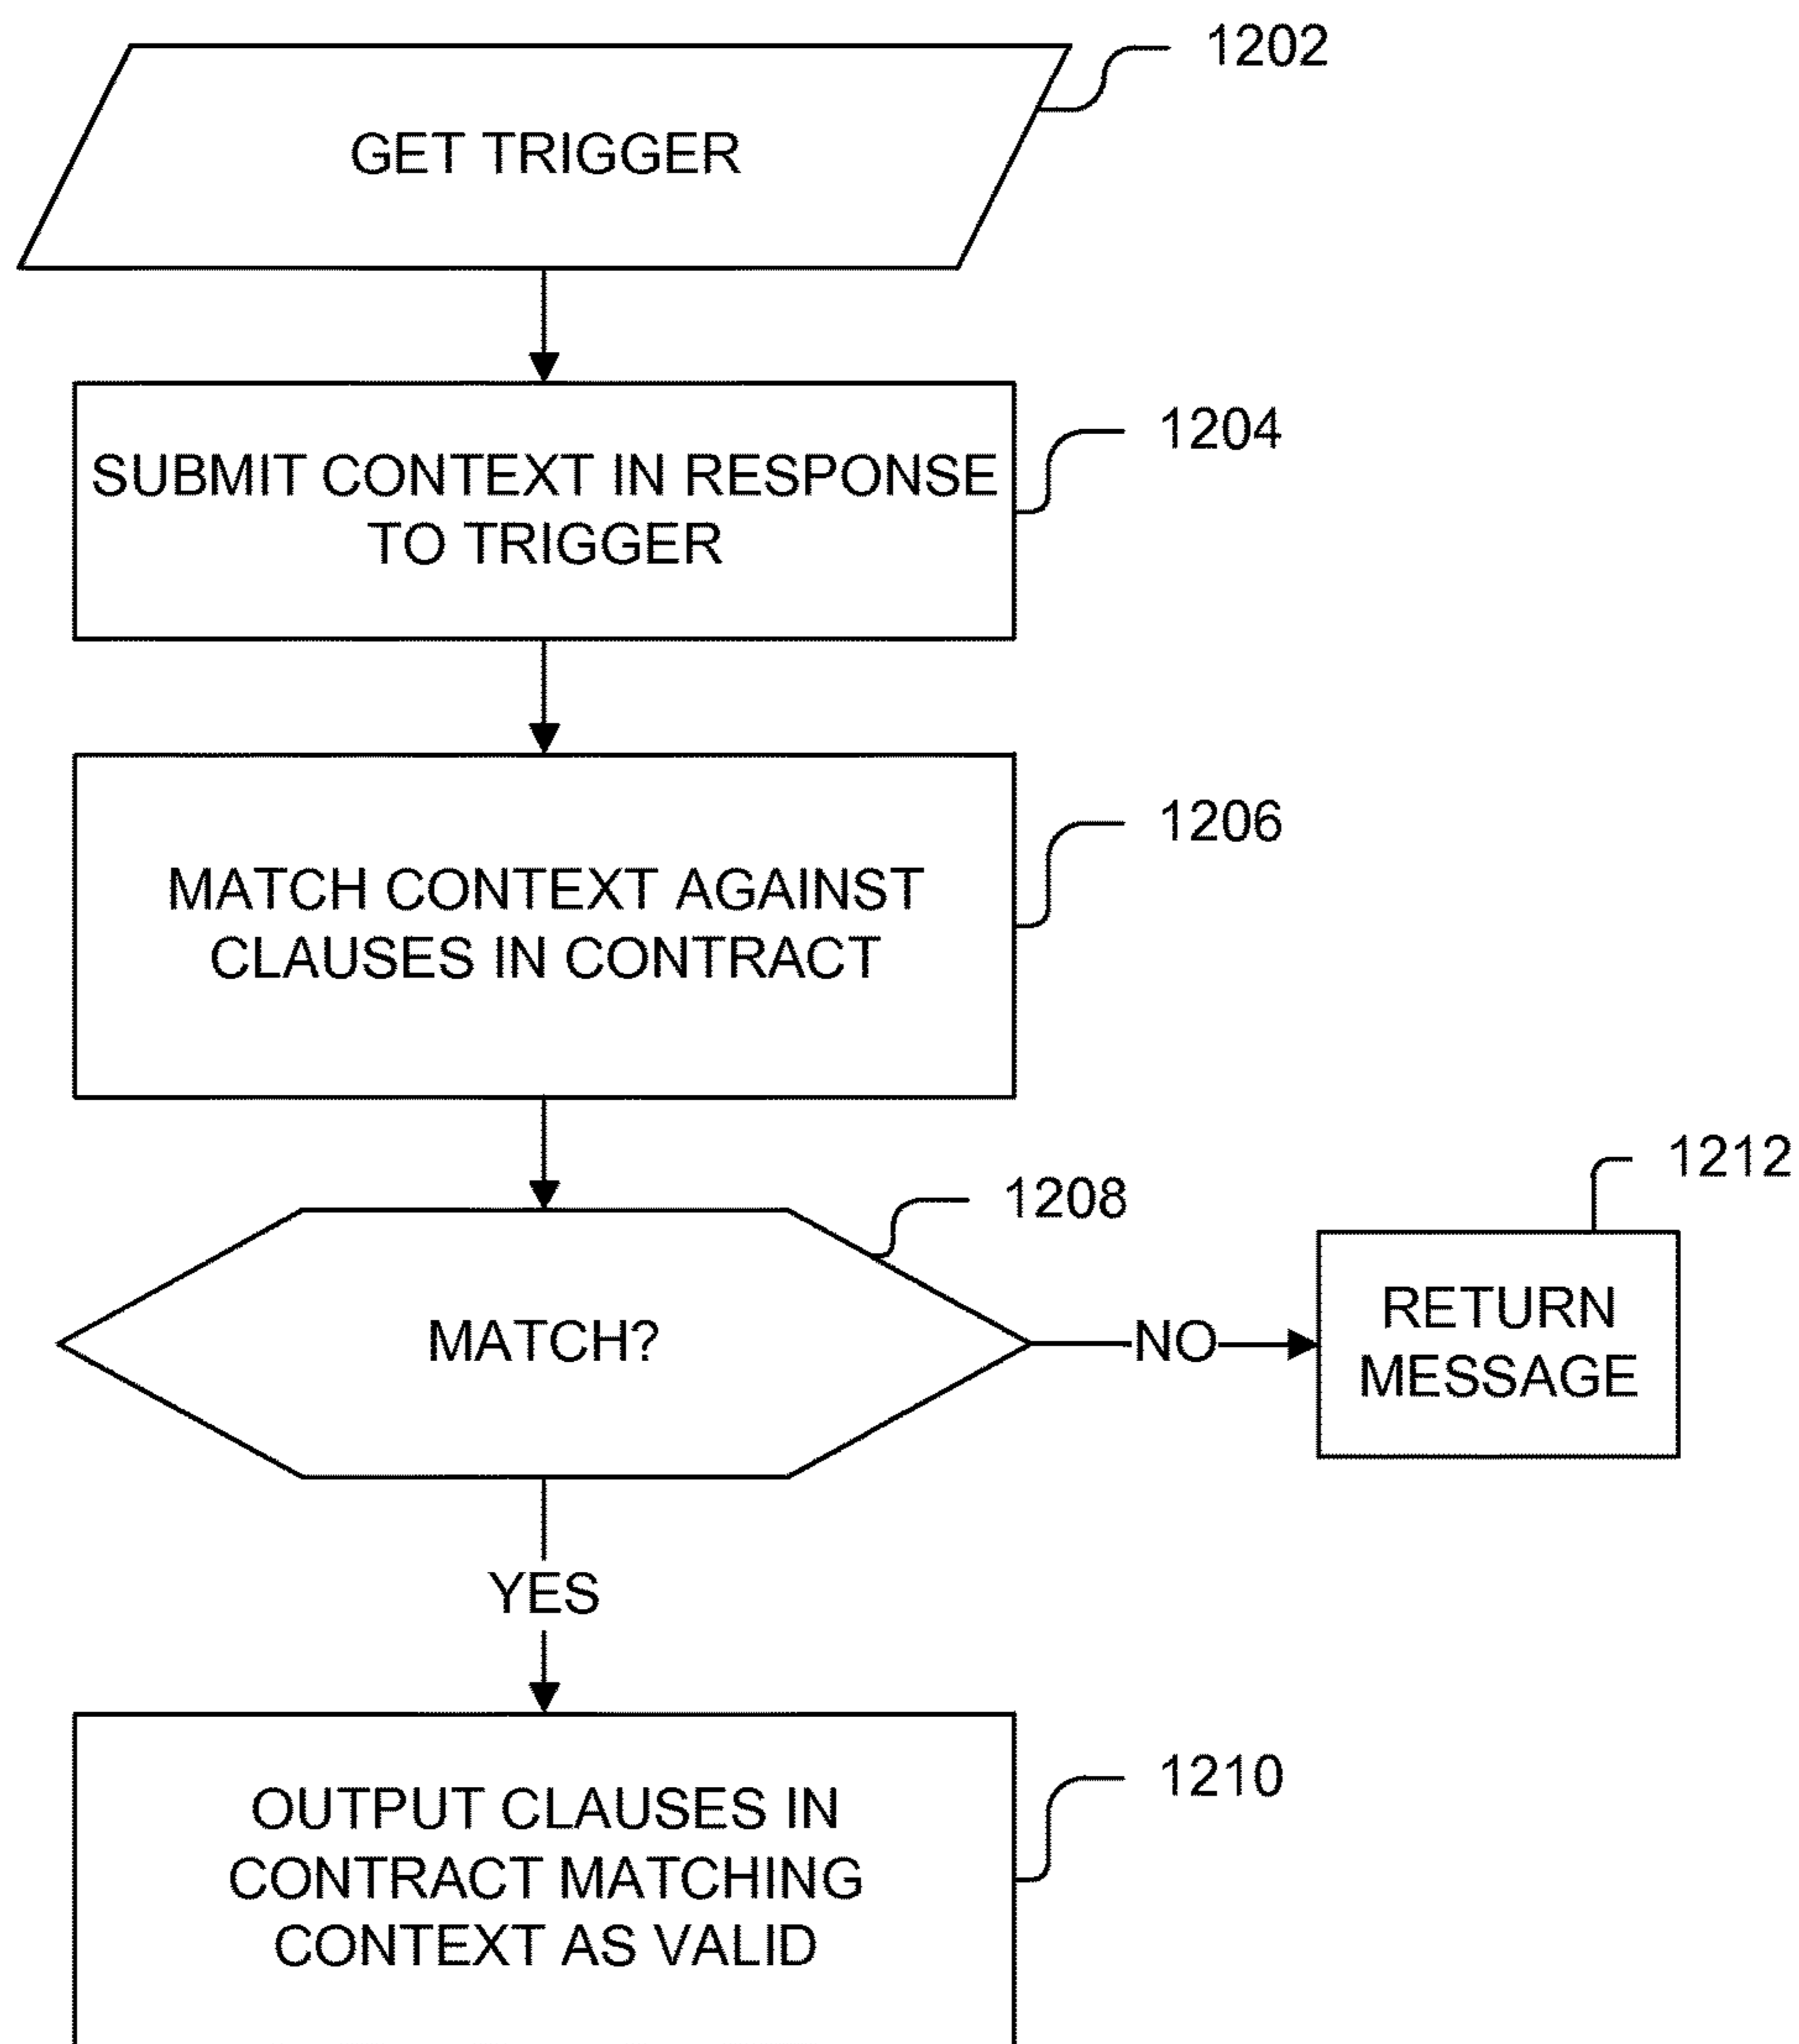 1202
GET TRIGGER
1204
SUBMIT CONTEXT IN RESPONSE
TO TRIGGER
1206
MATCH CONTEXT AGAINST
CLAUSES IN CONTRACT
1208
MATCH?
NO
1212
RETURN
MESSAGE
YES
1210
OUTPUT CLAUSES IN
CONTRACT MATCHING
CONTEXT AS VALID